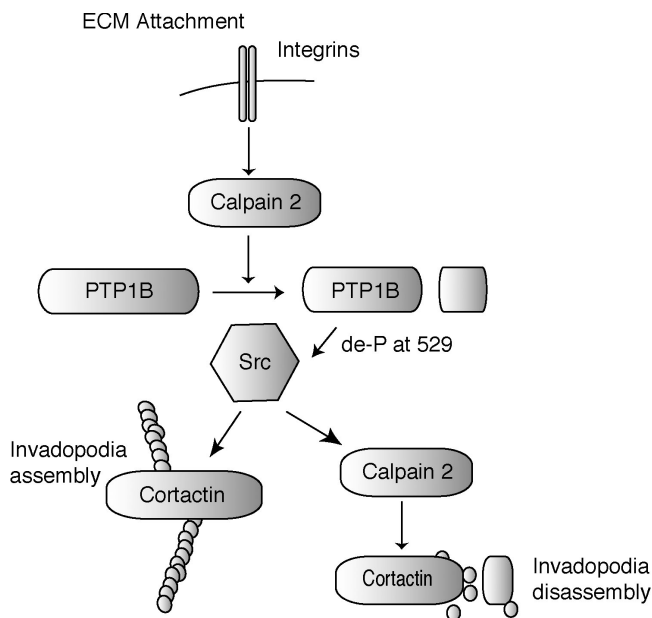 ECM Attachment
Integrins
Calpain 2
PTP1B
PTP1B
de-P at 529
Src
Invadopodia
assembly
Cortactin
Calpain 2
Cortactin
Invadopodia
disassembly